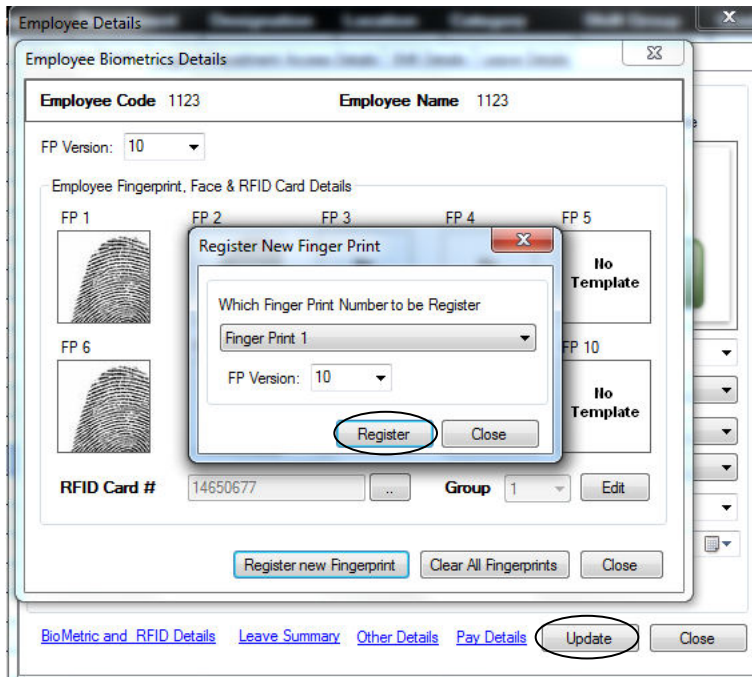 Employee Details
Employee Biometrics Details
Employee Code 1123 Employee Name 1123
FP Version: 10
Employee Fingerprint, Face & RFID Card Details
FP 1 FP 2 FP 3 FP 4 FP 5
Register New Finger Print
No
Template
Which Finger Print Number to be Register
Finger Print 1
FP 6 FP 10
FP Version: 10
No
Template
Register Close
RFID Card # 14650677 .. Group 1 Edit
Register new Fingerprint Clear All Fingerprints Close
BioMetric and RFID Details Leave Summary Other Details Pay Details Update Close